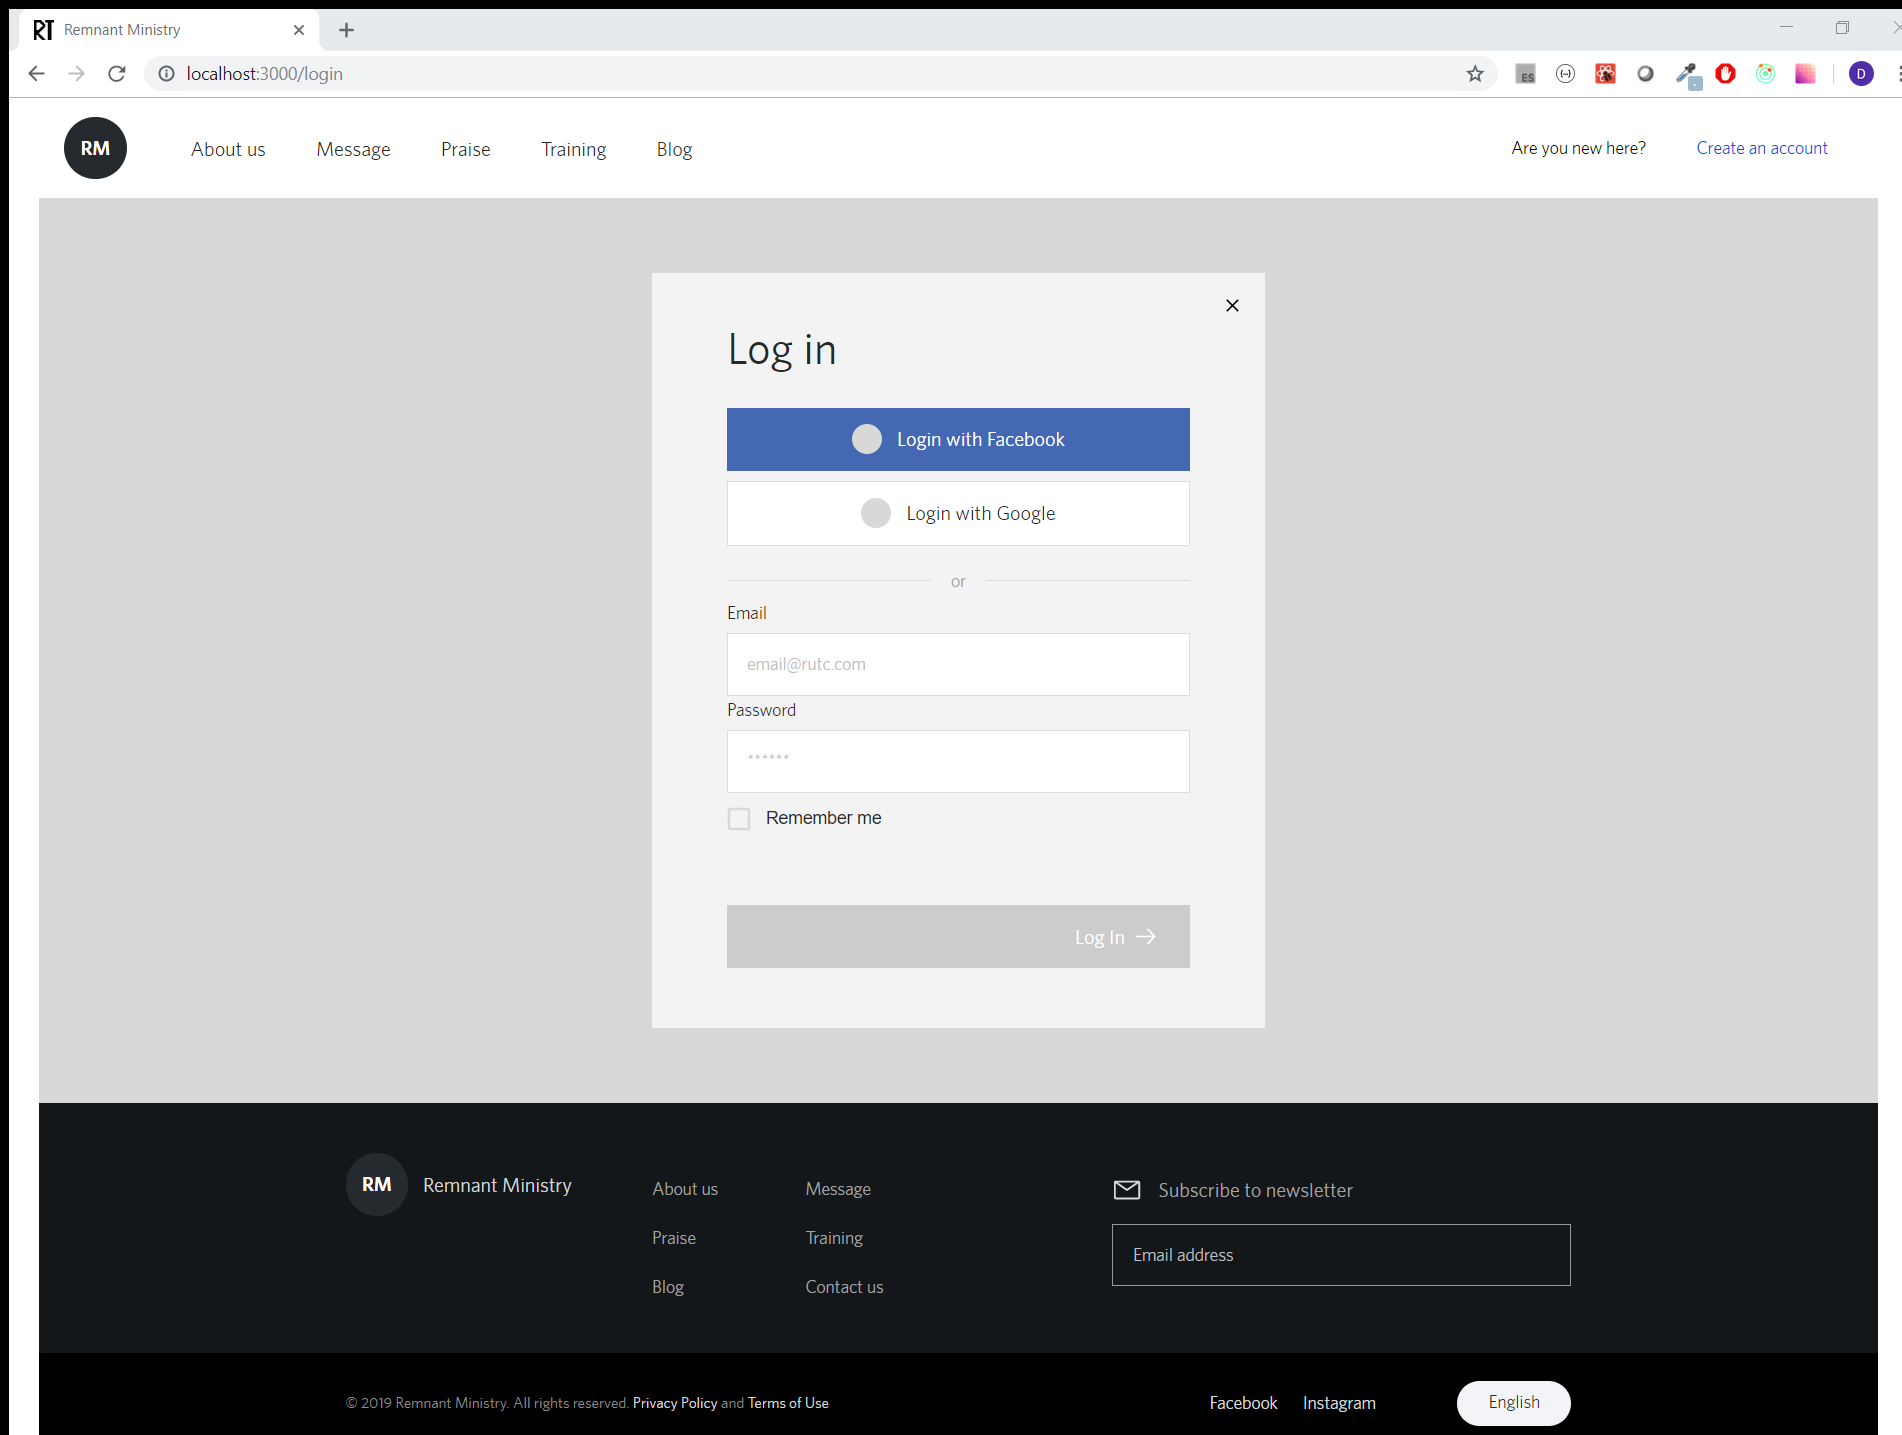 RT Remnant Ministry
localhost:3000/login
ES
D
RM
About us Message Praise Training Blog
Are you new here? Create an account
Log in
Login with Facebook
Login with Google
or
Email
email@rutc.com
Password
******
Remember me
Log In
RM Remnant Ministry
About us Message
Praise Training
Blog Contact us
Subscribe to newsletter
Email address
© 2019 Remnant Ministry. All rights reserved. Privacy Policy and Terms of Use
Facebook Instagram
English